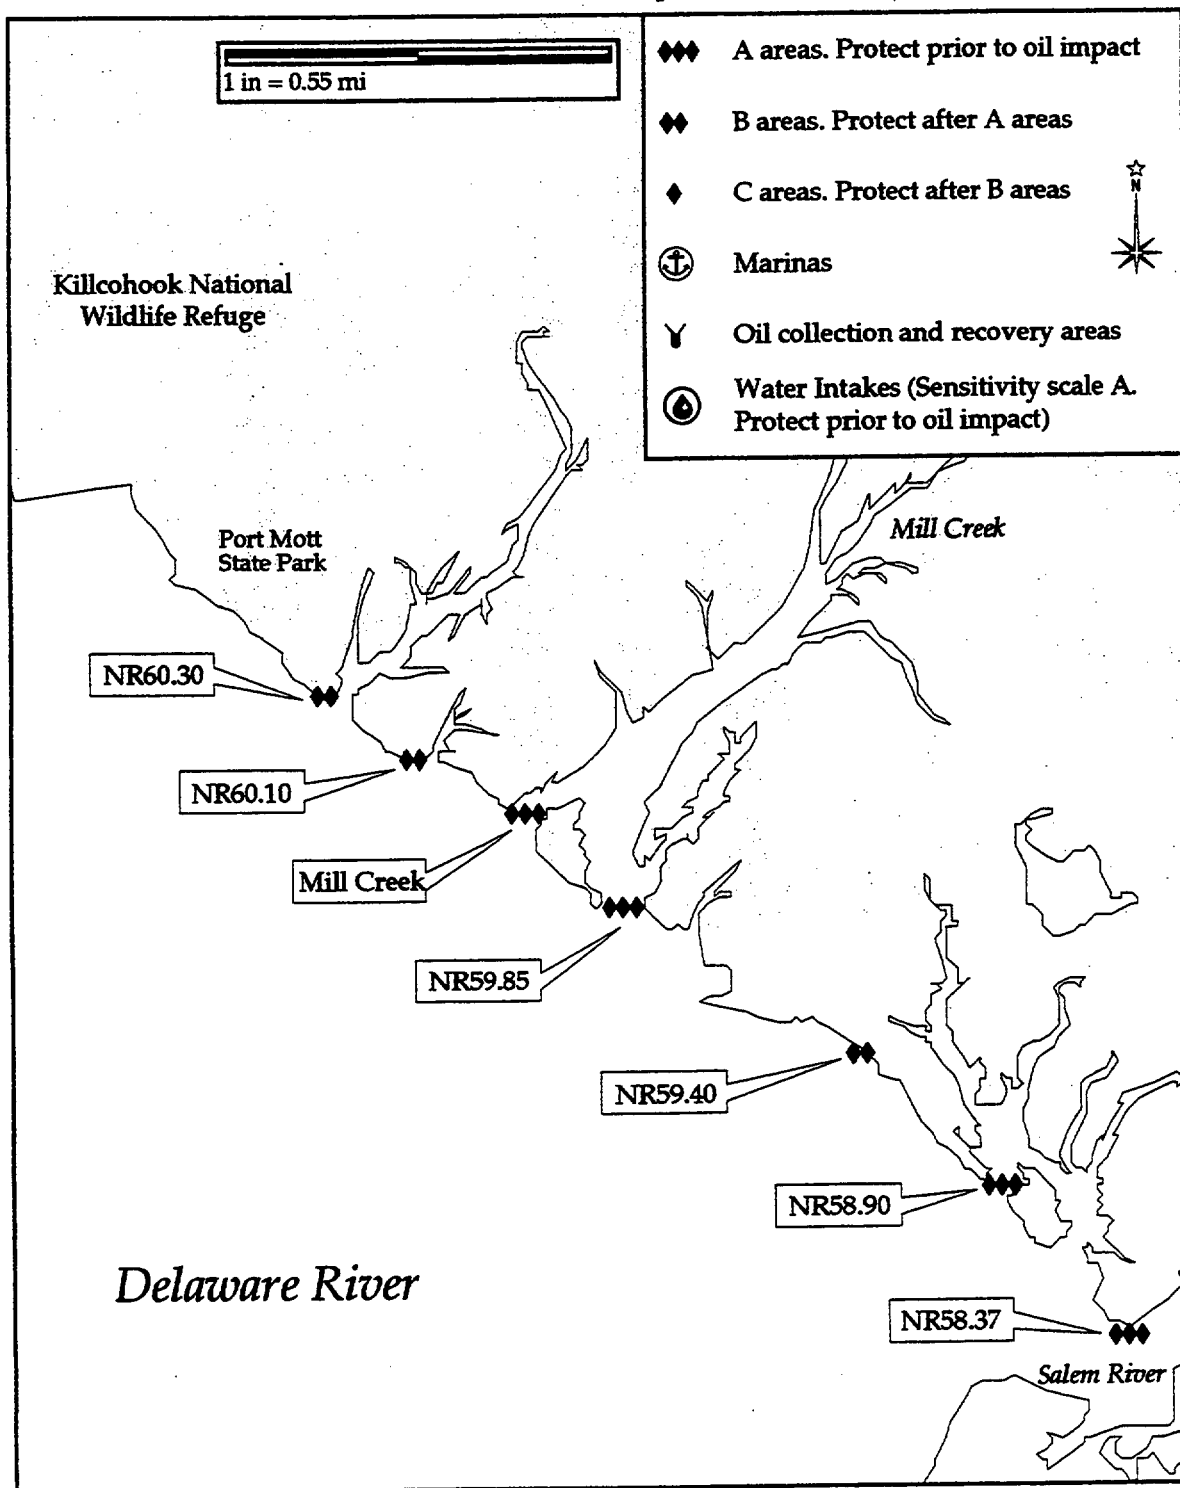 1 in = 0.55 mi
A areas. Protect prior to oil impact
B areas. Protect after A areas
C areas. Protect after B areas
N
Marinas
Oil collection and recovery areas
Water Intakes (Sensitivity scale A.
Protect prior to oil impact)
Killcohook National
Wildlife Refuge
Mill Creek
Port Mott
State Park
NR60.30
NR60.10
Mill Creek
NR59.85
NR59.40
NR58.90
Delaware River
NR58.37
Salem River